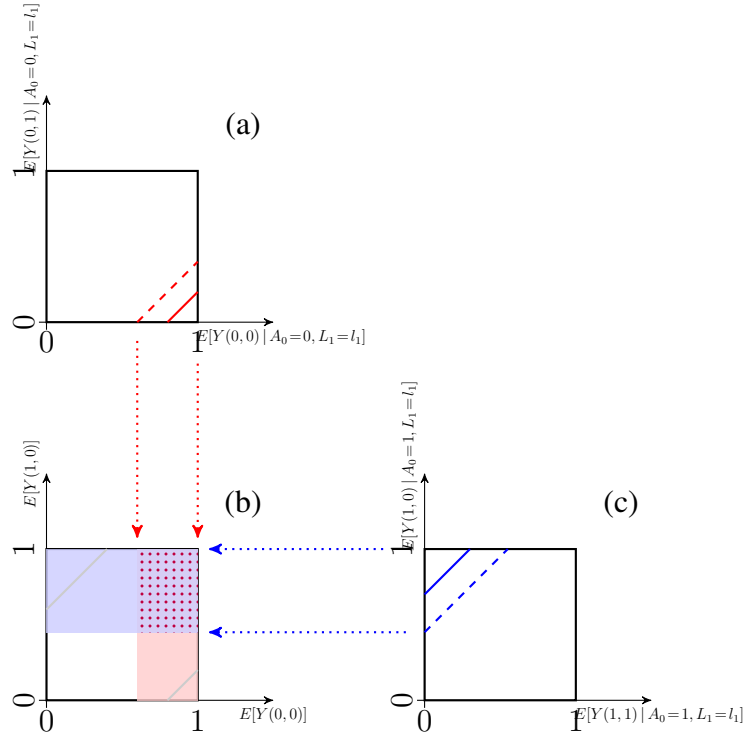 E[Y(0,1) | A₀=0, L₁=l₁]
(a)
1
0
0
1
E[Y(0,0) | A₀=0, L₁=l₁]
E[Y(1,0)]
(b)
1
0
0
1
E[Y(0,0)]
E[Y(1,0) | A₀=1, L₁=l₁]
(c)
1
0
0
1
E[Y(1,1) | A₀=1, L₁=l₁]